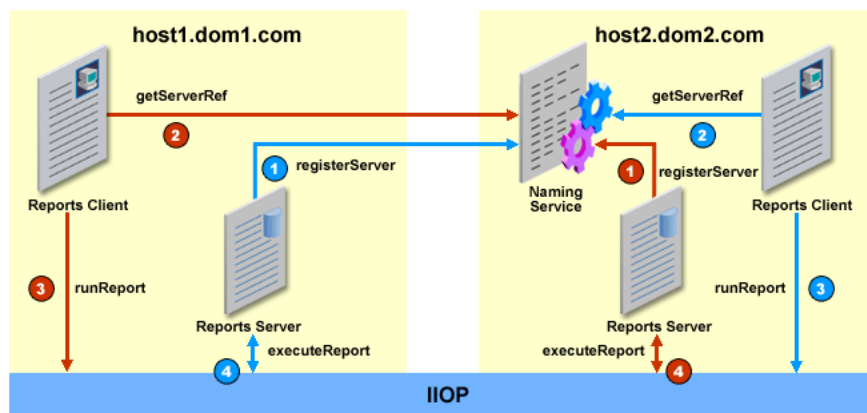 host1.dom1.com
host2.dom2.com
getServerRef
getServerRef
2
2
1
registerServer
1
registerServer
Naming
Service
Reports Client
Reports Client
3
runReport
runReport
3
Reports Server
Reports Server
executeReport
executeReport
4
4
IIOP